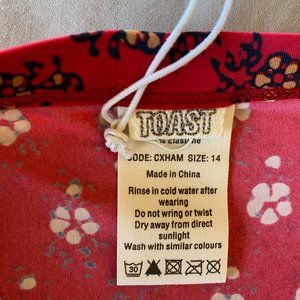 TOAST
% Elastane
CODE: CXHAM SIZE: 14
Made in China
Rinse in cold water after
wearing
Do not wring or twist
Dry away from direct
sunlight
Wash with similar colours
30